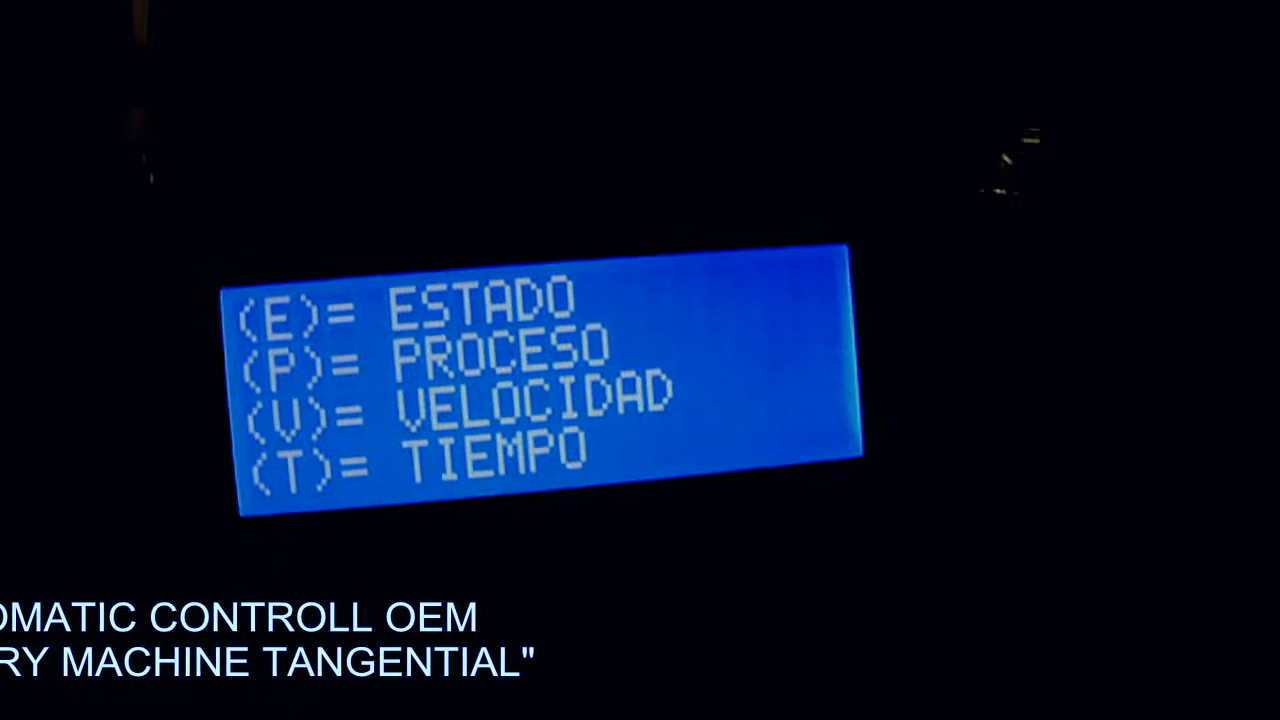 (E)= ESTADO
(P)= PROCESO
(V)= VELOCIDAD
(T)= TIEMPO
OMATIC CONTROLL OEM
RY MACHINE TANGENTIAL"